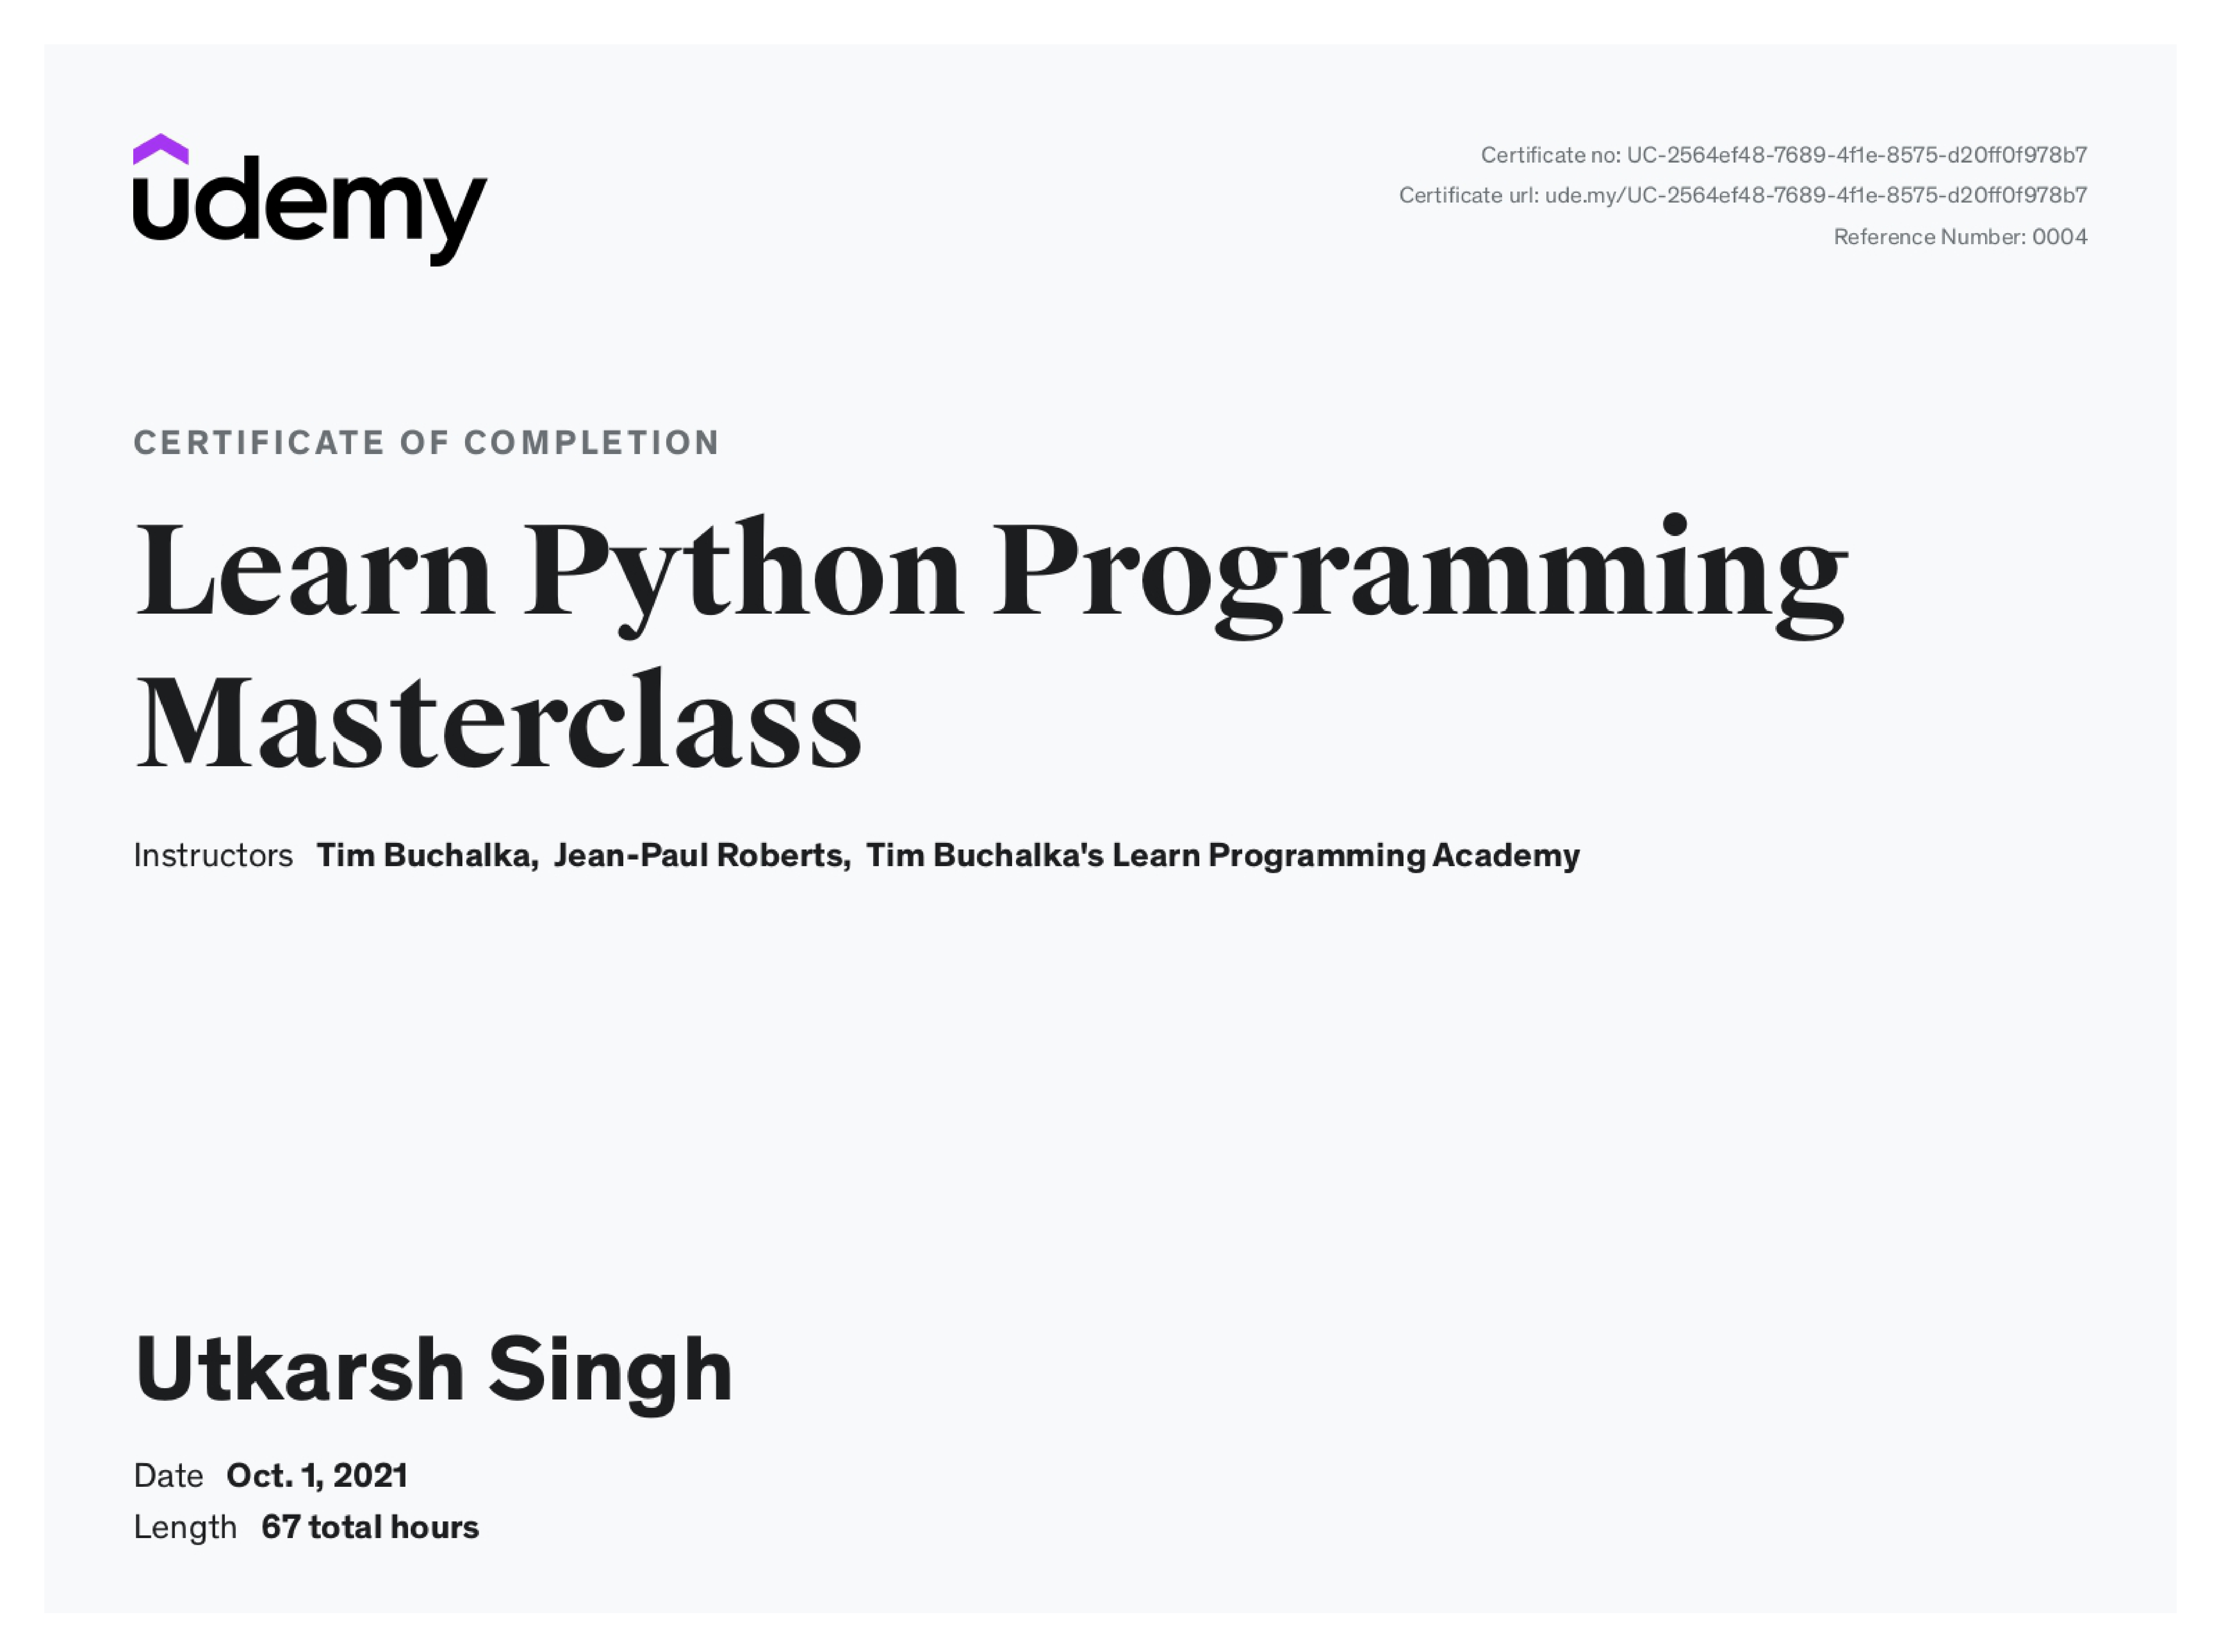 udemy
Certificate no: UC-2564ef48-7689-4f1e-8575-d20ff0f978b7
Certificate url: ude.my/UC-2564ef48-7689-4f1e-8575-d20ff0f978b7
Reference Number: 0004
CERTIFICATE OF COMPLETION
Learn Python Programming
Masterclass
Instructors Tim Buchalka, Jean-Paul Roberts, Tim Buchalka's Learn Programming Academy
Utkarsh Singh
Date Oct. 1, 2021
Length 67 total hours